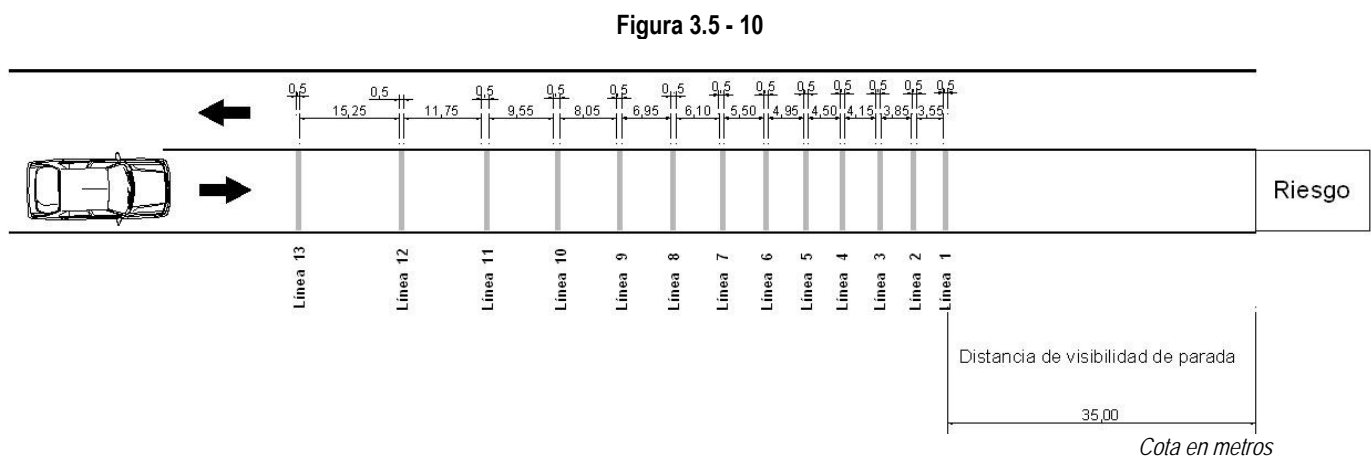 Figura 3.5 - 10
0,5 0,5 0,5 0,5 0,5 0,5 0,5 0,5 0,5 0,5 0,5 0,5 0,5
15,25 11,75 9,55 8,05 6,95 6,10 5,50 4,95 4,50 4,15 3,85 3,55
Riesgo
Línea 13
Línea 12
Línea 11
Línea 10
Línea 9
Línea 8
Línea 7
Línea 6
Línea 5
Línea 4
Línea 3
Línea 2
Línea 1
Distancia de visibilidad de parada
35,00
Cota en metros